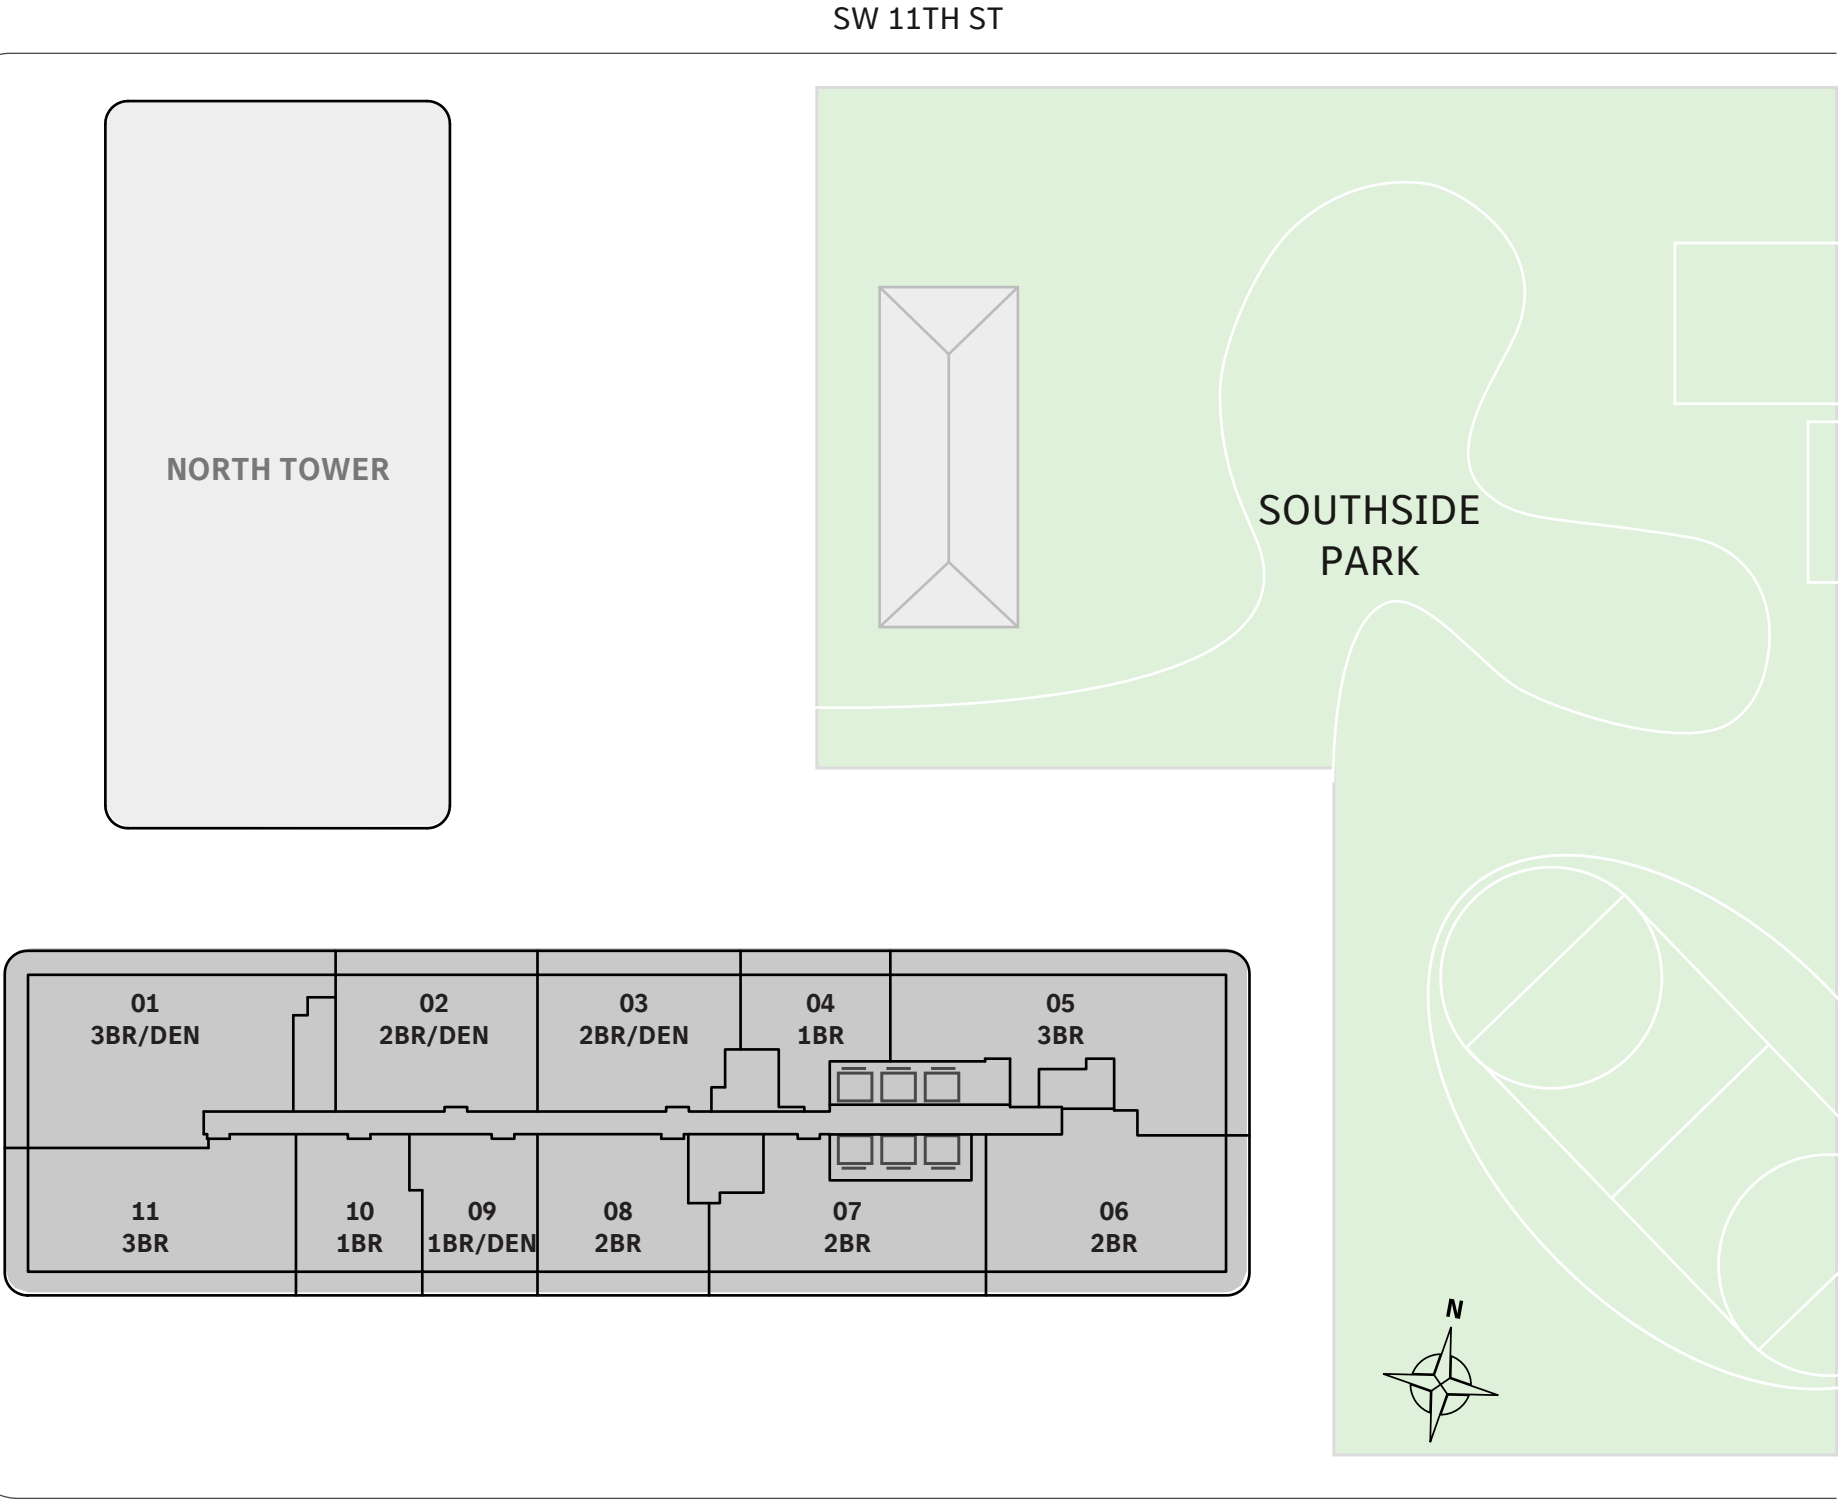 SW 11TH ST
NORTH TOWER
SOUTHSIDE
PARK
01
3BR/DEN
02
2BR/DEN
03
2BR/DEN
04
1BR
05
3BR
11
3BR
10
1BR
09
1BR/DEN
08
2BR
07
2BR
06
2BR
N